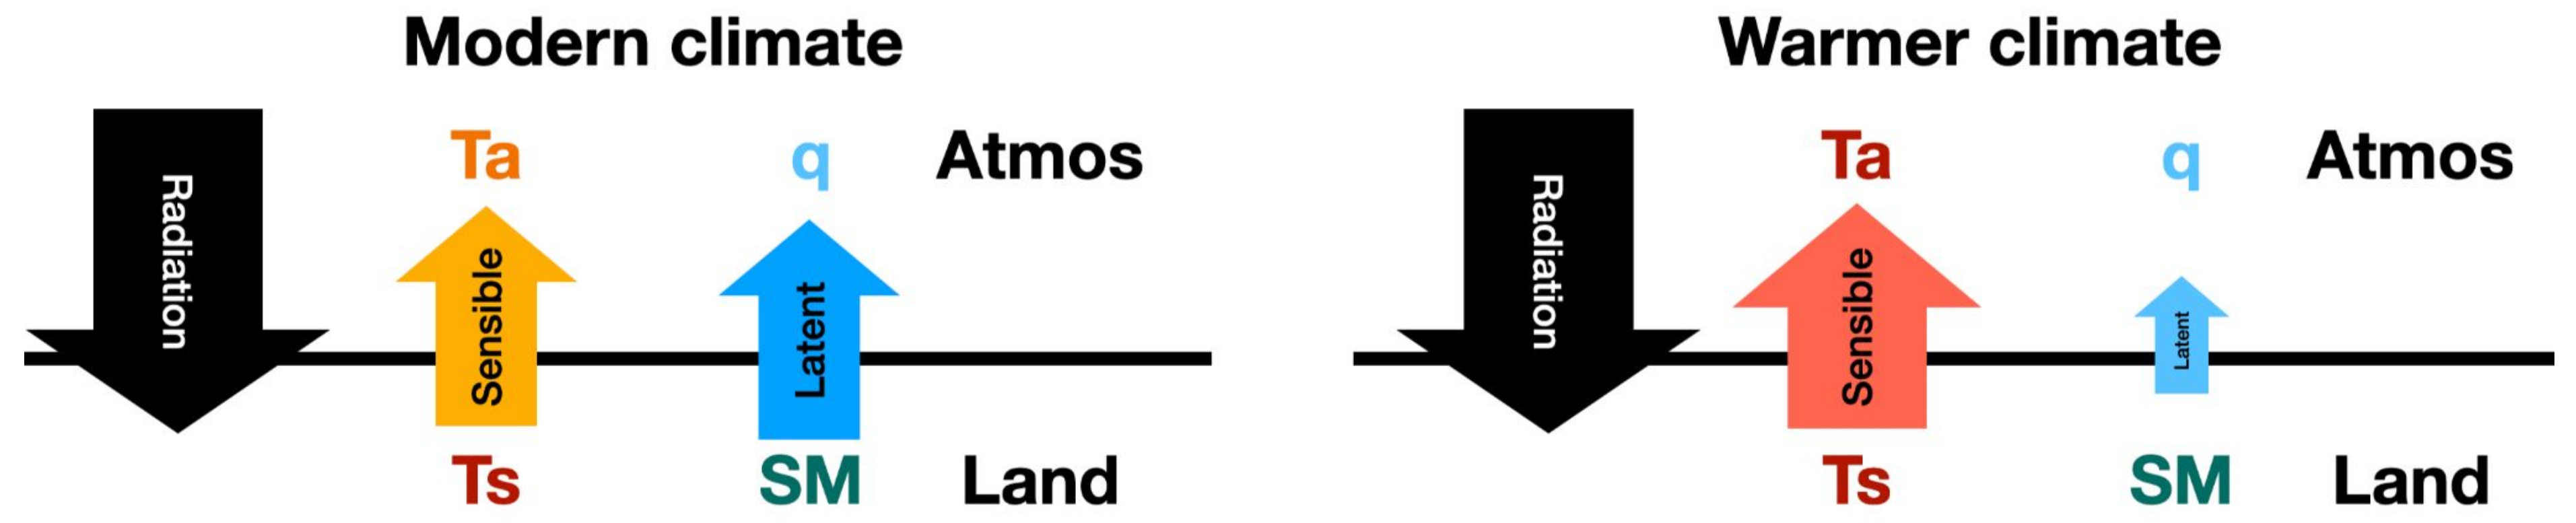 Modern climate
Radiation
Ta
q
Atmos
Sensible
Latent
Ts
SM
Land
Warmer climate
Radiation
Ta
q
Atmos
Sensible
Latent
Ts
SM
Land